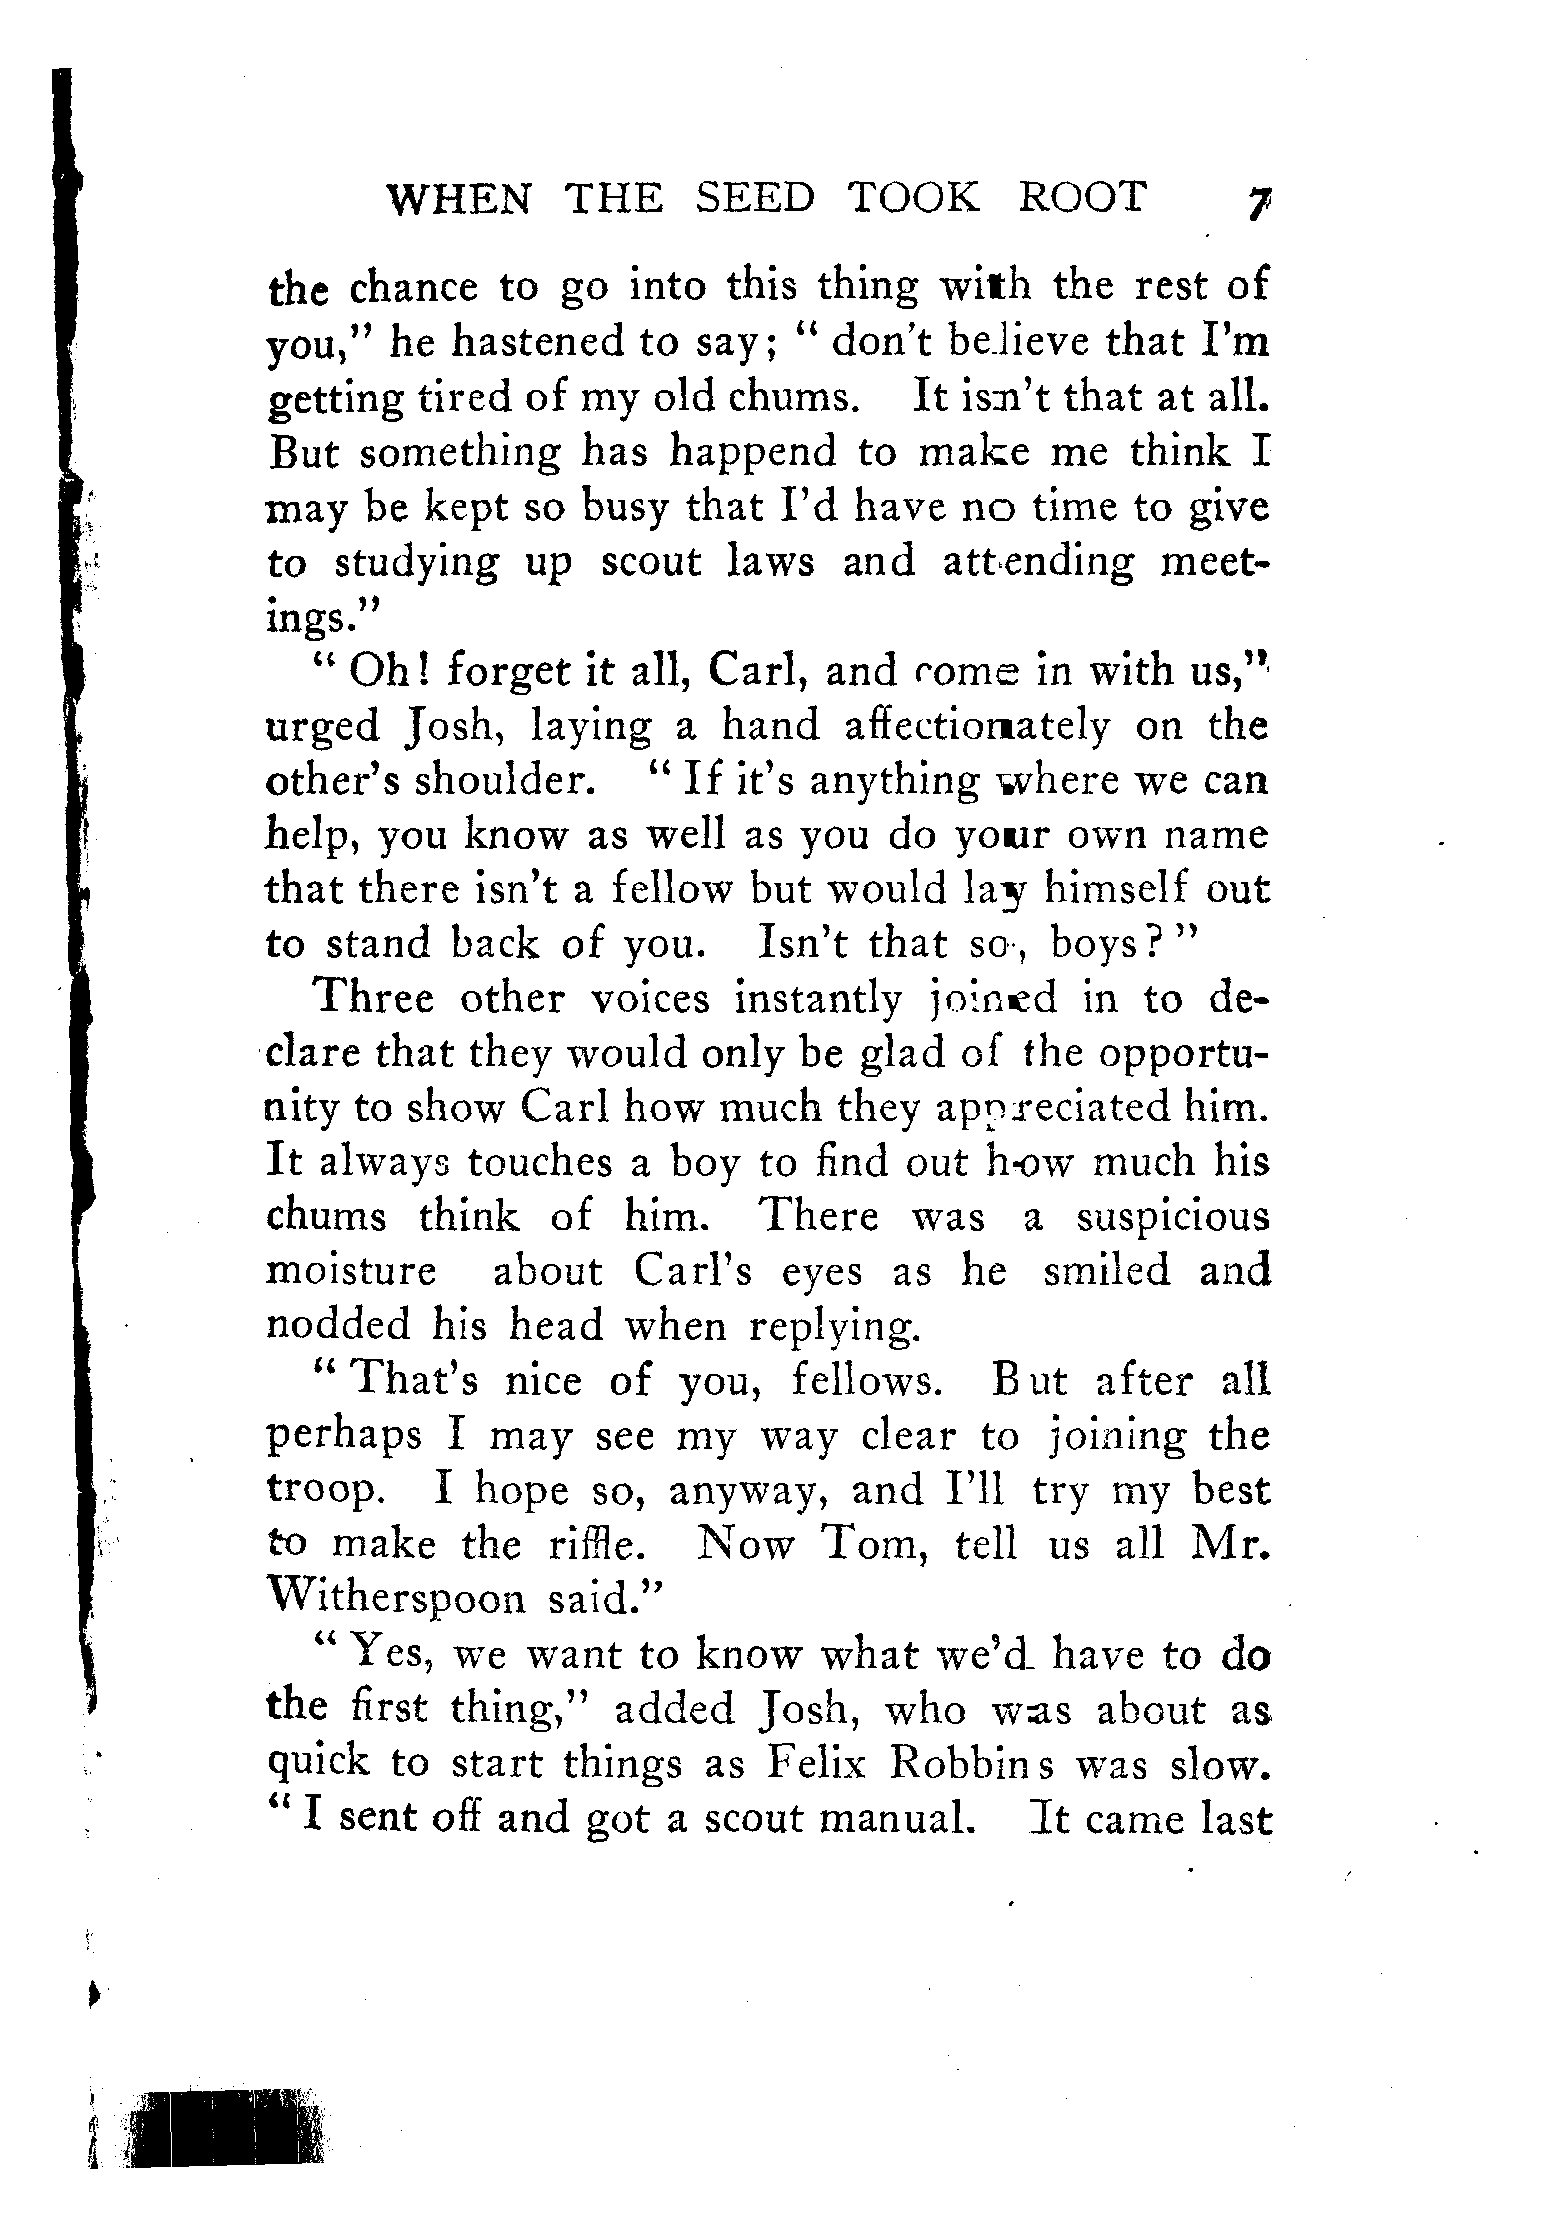 WHEN THE SEED TOOK ROOT 7
the chance to go into this thing with the rest of
you," he hastened to say; " don't believe that I'm
getting tired of my old chums. It isn't that at all.
But something has happend to make me think I
may be kept so busy that I'd have no time to give
to studying up scout laws and attending meet-
ings."
" Oh! forget it all, Carl, and come in with us,"
urged Josh, laying a hand affectionately on the
other's shoulder. " If it's anything where we can
help, you know as well as you do your own name
that there isn't a fellow but would lay himself out
to stand back of you. Isn't that so, boys? "
Three other voices instantly joined in to de-
clare that they would only be glad of the opportu-
nity to show Carl how much they appreciated him.
It always touches a boy to find out how much his
chums think of him. There was a suspicious
moisture about Carl's eyes as he smiled and
nodded his head when replying.
" That's nice of you, fellows. But after all
perhaps I may see my way clear to joining the
troop. I hope so, anyway, and I'll try my best
to make the riffle. Now Tom, tell us all Mr.
Witherspoon said."
" Yes, we want to know what we'd have to do
the first thing," added Josh, who was about as
quick to start things as Felix Robbins was slow.
" I sent off and got a scout manual. It came last